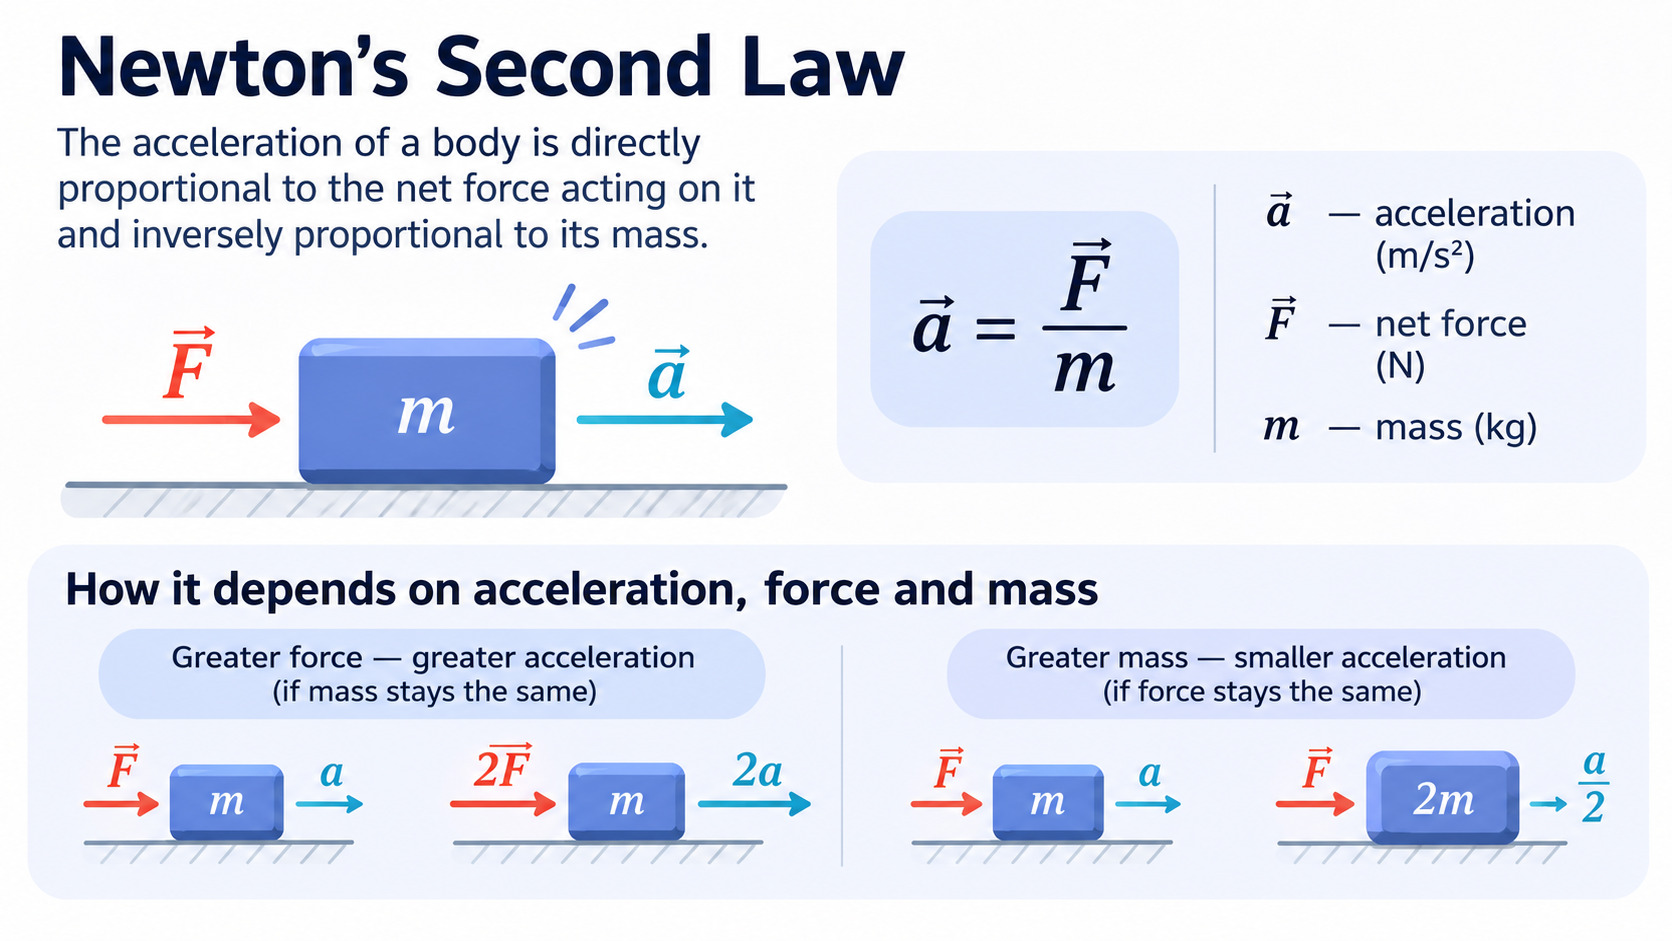 Newton’s Second Law
The acceleration of a body is directly
proportional to the net force acting on it
and inversely proportional to its mass.
F⃗
m
a⃗
a⃗ = F⃗ / m
a⃗ — acceleration
(m/s²)
F⃗ — net force
(N)
m — mass (kg)
How it depends on acceleration, force and mass
Greater force — greater acceleration
(if mass stays the same)
F⃗ m a
2F⃗ m 2a
Greater mass — smaller acceleration
(if force stays the same)
F⃗ m a
F⃗ 2m a/2